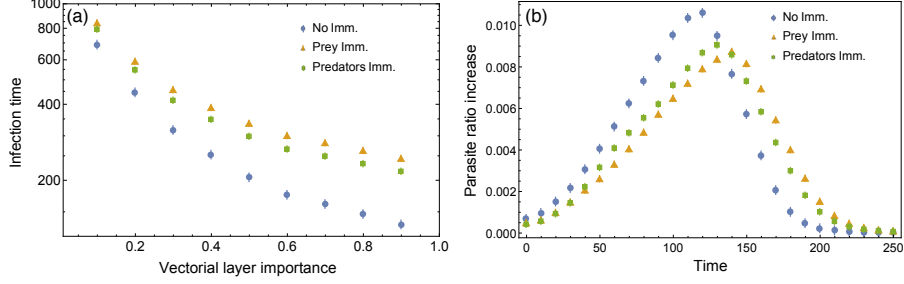 (a)
No Imm.
Prey Imm.
Predators Imm.
Infection time
1000
800
600
400
200
0.2 0.4 0.6 0.8 1.0
Vectorial layer importance
(b)
No Imm.
Prey Imm.
Predators Imm.
Parasite ratio increase
0.010
0.008
0.006
0.004
0.002
0.000
0 50 100 150 200 250
Time